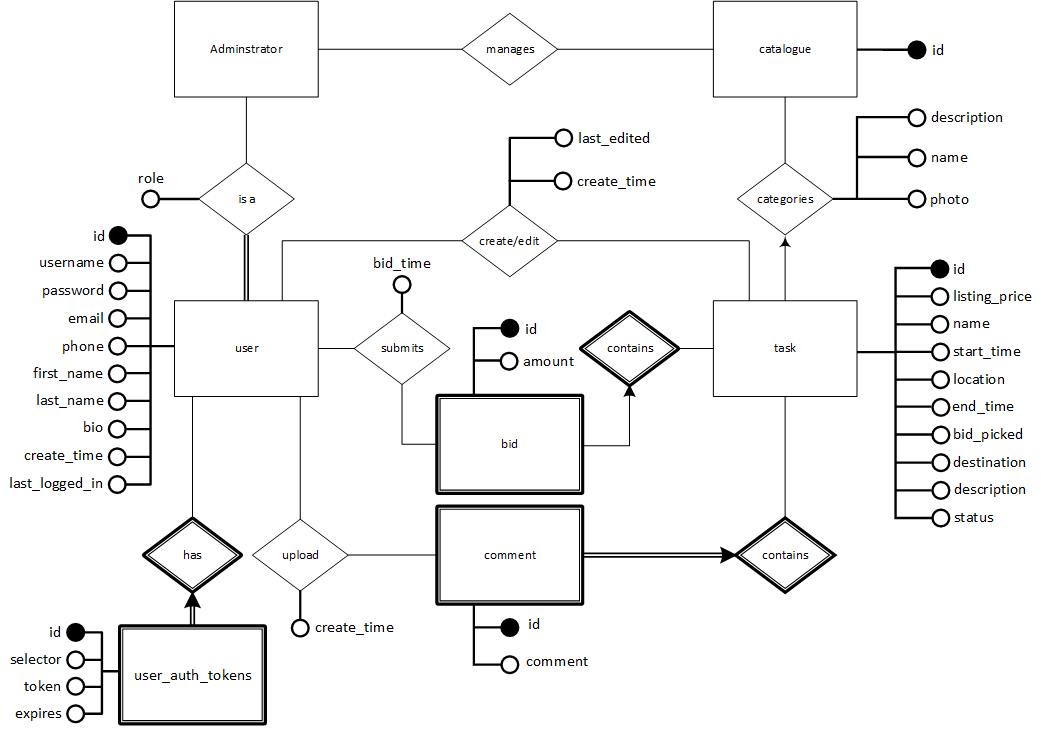 Adminstrator
manages
catalogue
id
description
name
photo
categories
last_edited
create_time
create/edit
role
is a
id
username
password
email
phone
first_name
last_name
bio
create_time
last_logged_in
user
bid_time
submits
id
amount
contains
task
id
listing_price
name
start_time
location
end_time
bid_picked
destination
description
status
bid
has
upload
comment
contains
create_time
id
comment
id
selector
token
expires
user_auth_tokens